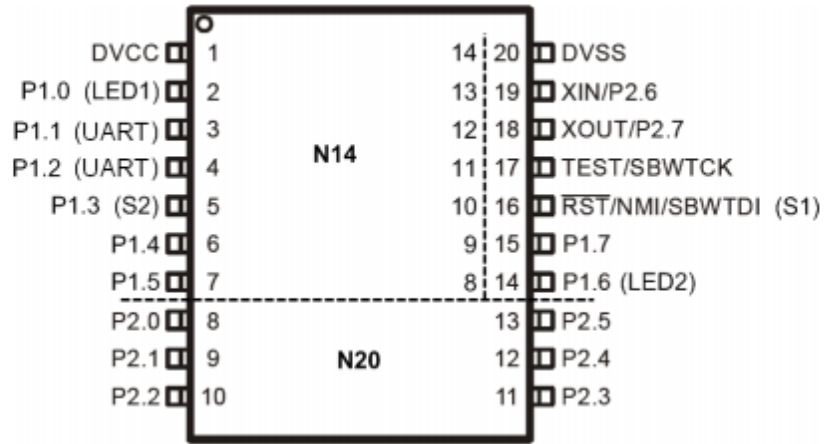 DVCC 1 14 20 DVSS
P1.0 (LED1) 2 13 19 XIN/P2.6
P1.1 (UART) 3 12 18 XOUT/P2.7
N14
P1.2 (UART) 4 11 17 TEST/SBWTCK
P1.3 (S2) 5 10 16 RST/NMI/SBWTDI (S1)
P1.4 6 9 15 P1.7
P1.5 7 8 14 P1.6 (LED2)
P2.0 8 13 P2.5
P2.1 9 N20 12 P2.4
P2.2 10 11 P2.3